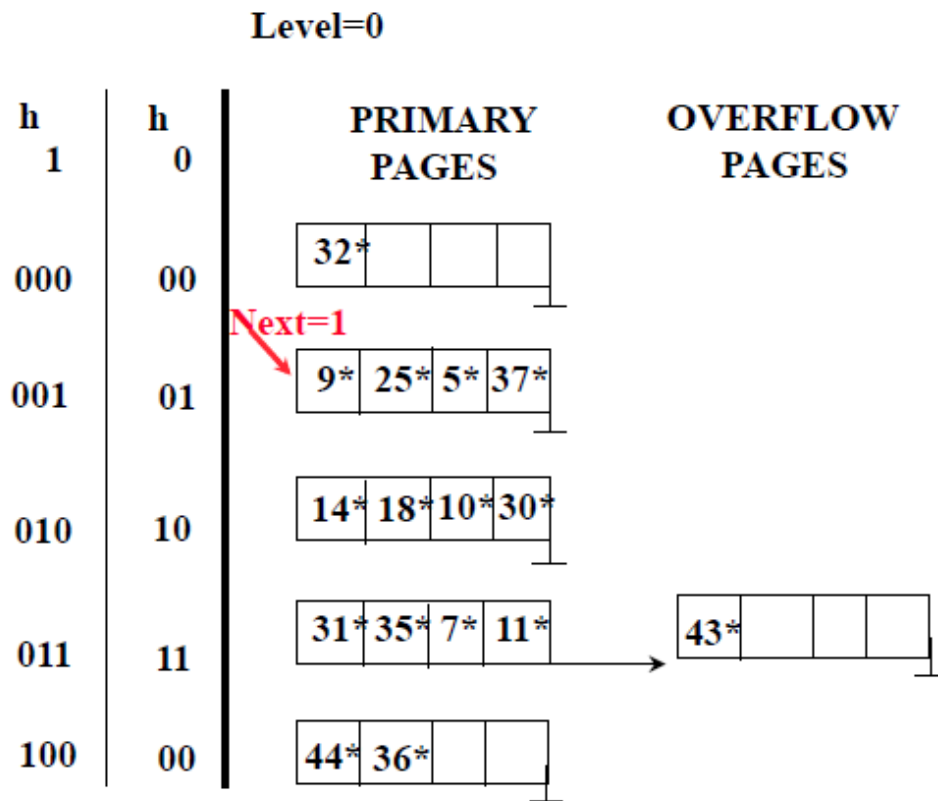 Level=0
h h PRIMARY OVERFLOW
1 0 PAGES PAGES
32*
000 00
Next=1
9* 25* 5* 37*
001 01
14* 18* 10* 30*
010 10
31* 35* 7* 11* 43*
011 11
100 00 44* 36*